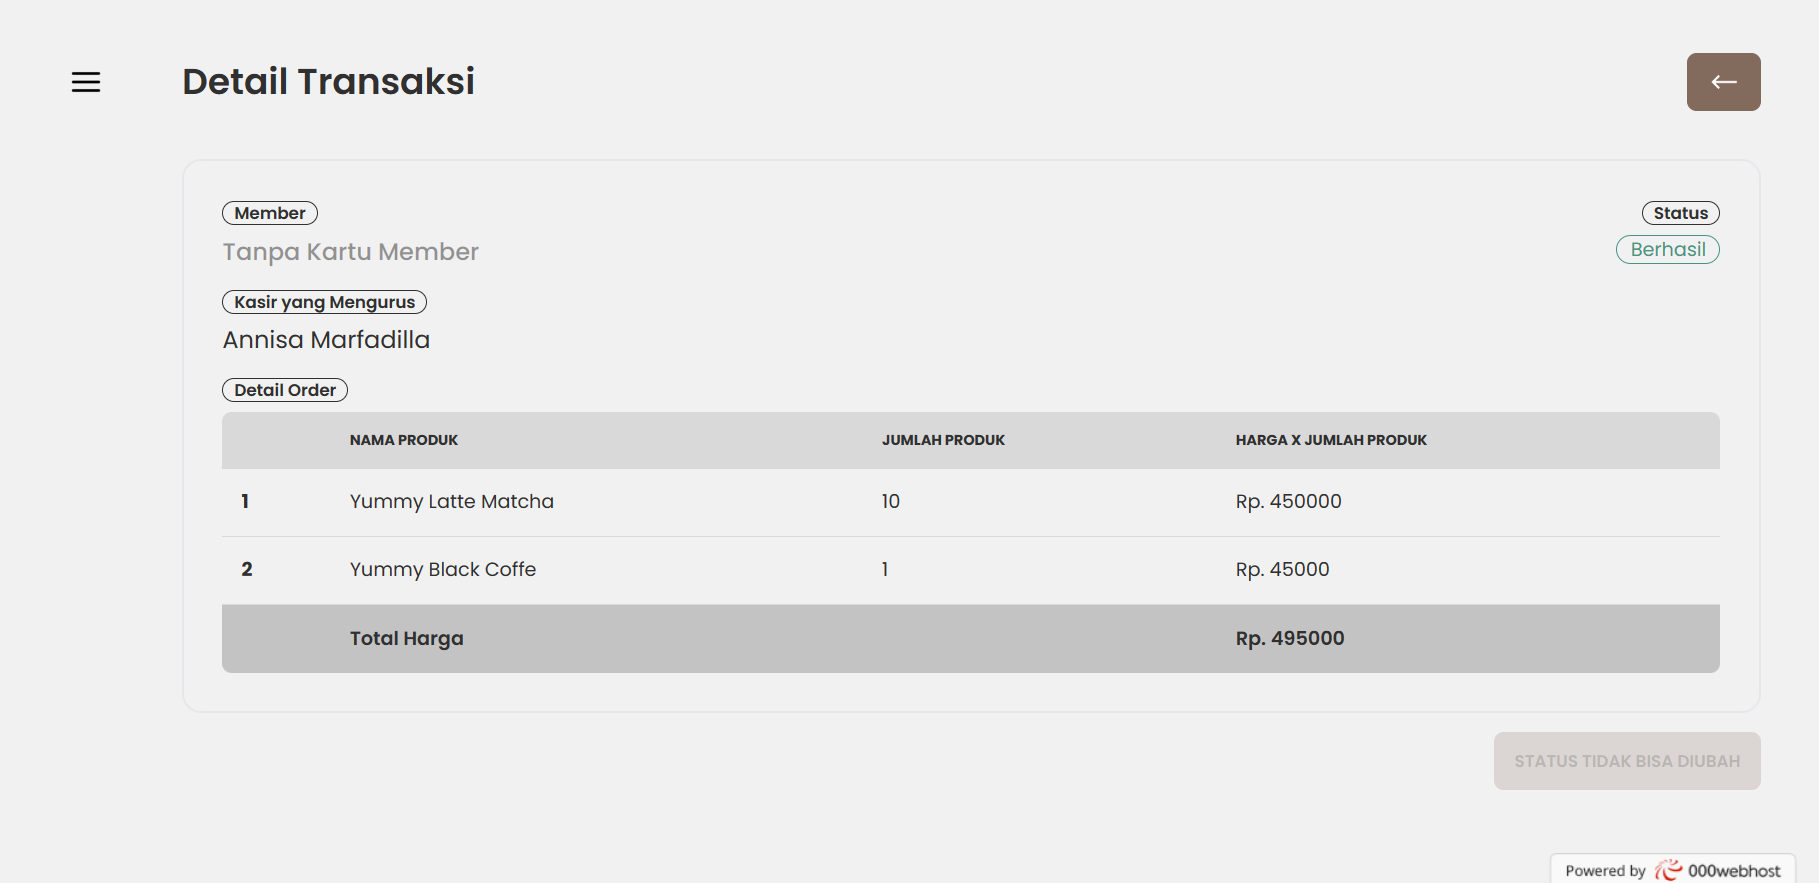 Detail Transaksi
Member
Status
Tanpa Kartu Member
Berhasil
Kasir yang Mengurus
Annisa Marfadilla
Detail Order
NAMA PRODUK JUMLAH PRODUK HARGA X JUMLAH PRODUK
1 Yummy Latte Matcha 10 Rp. 450000
2 Yummy Black Coffe 1 Rp. 45000
Total Harga Rp. 495000
STATUS TIDAK BISA DIUBAH
Powered by 000webhost